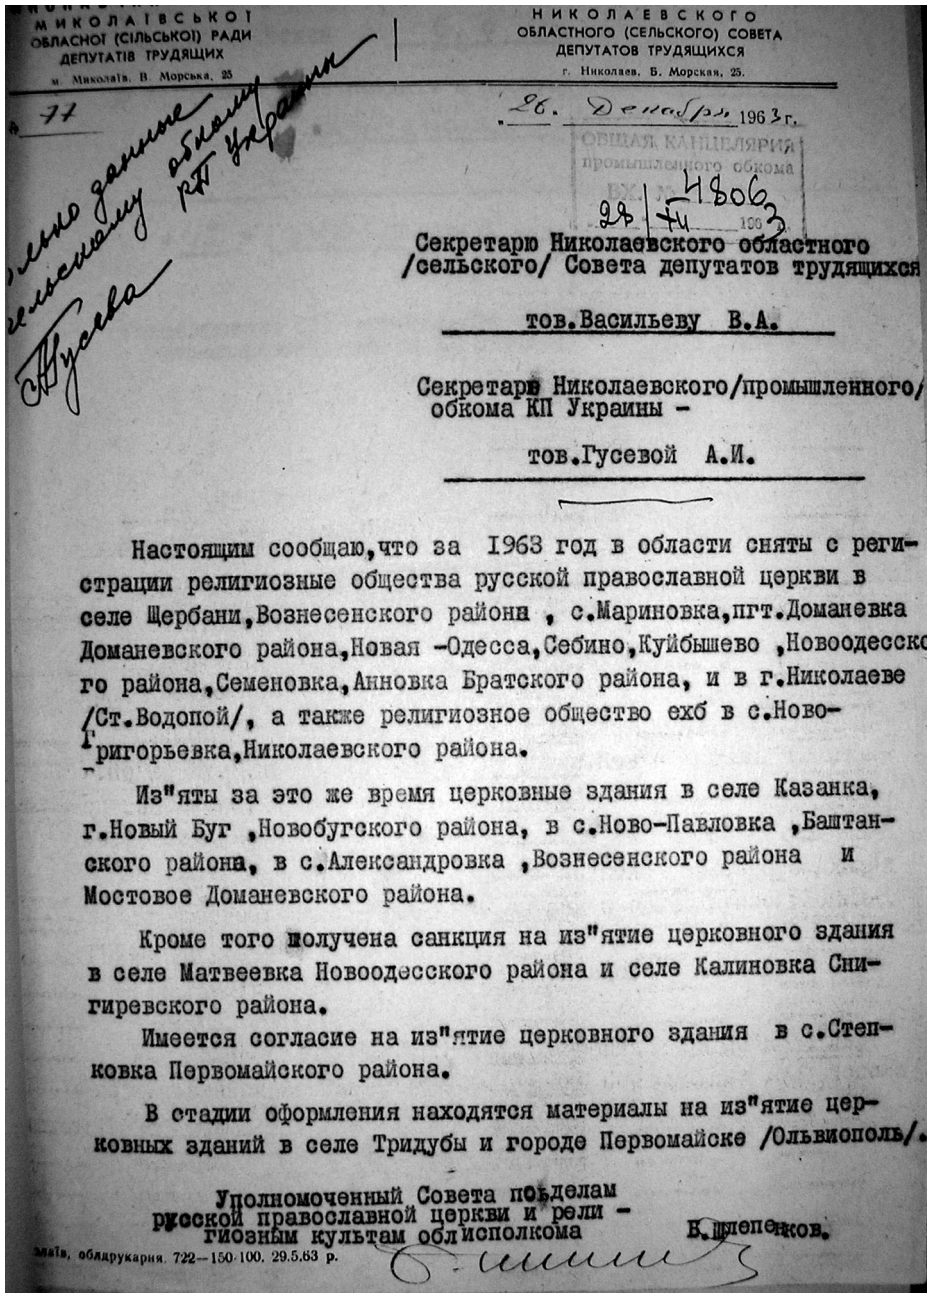 МИКОЛАЇВСЬКОЇ
ОБЛАСНОЇ (СІЛЬСЬКОЇ) РАДИ
ДЕПУТАТІВ ТРУДЯЩИХ
м. Миколаїв, В. Морська, 25
НИКОЛАЕВСКОГО
ОБЛАСТНОГО (СЕЛЬСКОГО) СОВЕТА
ДЕПУТАТОВ ТРУДЯЩИХСЯ
г. Николаев, Б. Морская, 25.
77
26. Декабря 1963 г.
данные
обкому
КП Украины
Гусева
ОБЩАЯ КАНЦЕЛЯРИЯ
промышленного обкома
ВХ. № 4806
28 XII 1963
Секретарю Николаевского областного
/сельского/ Совета депутатов трудящихся
тов.Васильеву В.А.
Секретарю Николаевского/промышленного/
обкома КП Украины –
тов.Гусевой А.И.
Настоящим сообщаю,что за 1963 год в области сняты с реги-
страции религиозные общества русской православной церкви в
селе Щербани,Вознесенского района , с.Мариновка,пгт.Доманевка
Доманевского района,Новая -Одесса,Себино,Куйбышево ,Новоодесско
го района,Семеновка,Анновка Братского района, и в г.Николаеве
/Ст.Водопой/, а также религиозное общество ехб в с.Ново-
Григорьевка,Николаевского района.
Из"яты за это же время церковные здания в селе Казанка,
г.Новый Буг ,Новобугского района, в с.Ново-Павловка ,Баштан-
ского района, в с.Александровка ,Вознесенского района и
Мостовое Доманевского района.
Кроме того получена санкция на из"ятие церковного здания
в селе Матвеевка Новоодесского района и селе Калиновка Сни-
гиревского района.
Имеется согласие на из"ятие церковного здания в с.Степ-
ковка Первомайского района.
В стадии оформления находятся материалы на из"ятие цер-
ковных зданий в селе Тридубы и городе Первомайске /Ольвиополь/.
Уполномоченный Совета по делам
русской православной церкви и рели -
гиозным культам облисполкома Б.Шлепенков.
облдрукарня. 722—150·100. 29.5.63 р.